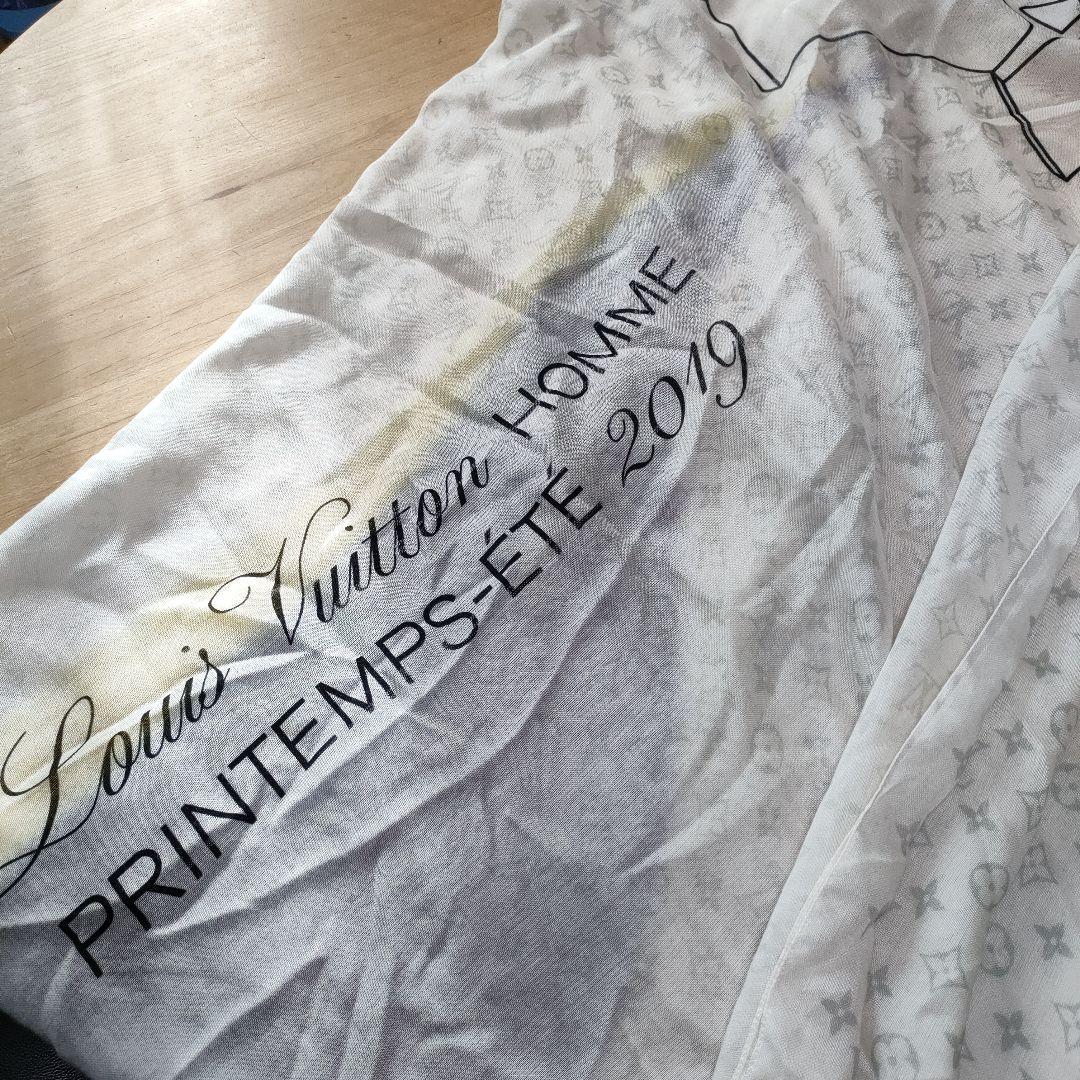 Louis Vuitton HOMME
PRINTEMPS-ÉTÉ 2019